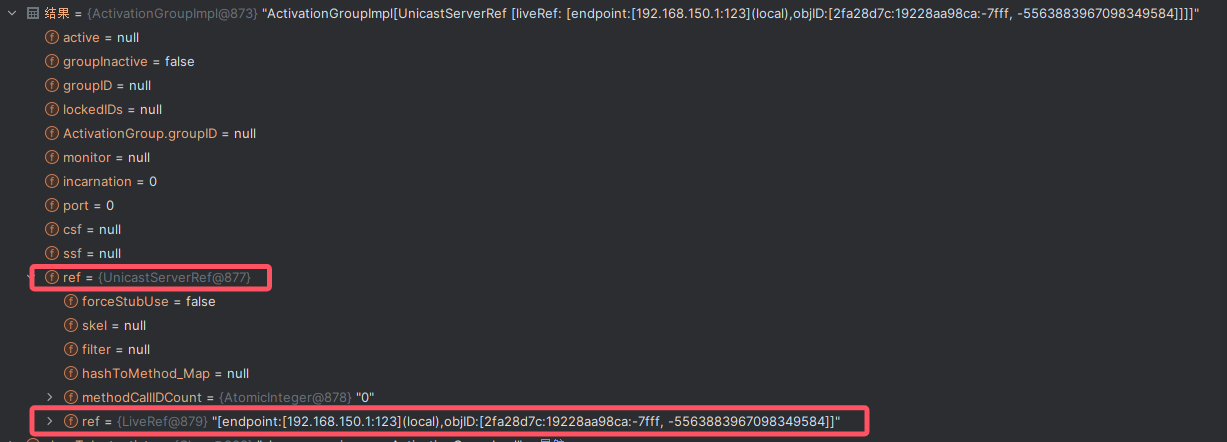 结果 = {ActivationGroupImpl@873} "ActivationGroupImpl[UnicastServerRef [liveRef: [endpoint:[192.168.150.1:123](local),objID:[2fa28d7c:19228aa98ca:-7fff, -5563883967098349584]]]]"
f active = null
f groupInactive = false
f groupID = null
f lockedIDs = null
f ActivationGroup.groupID = null
f monitor = null
f incarnation = 0
f port = 0
f csf = null
f ssf = null
f ref = {UnicastServerRef@877}
f forceStubUse = false
f skel = null
f filter = null
f hashToMethod_Map = null
f methodCallIDCount = {AtomicInteger@878} "0"
f ref = {LiveRef@879} "[endpoint:[192.168.150.1:123](local),objID:[2fa28d7c:19228aa98ca:-7fff, -5563883967098349584]]"